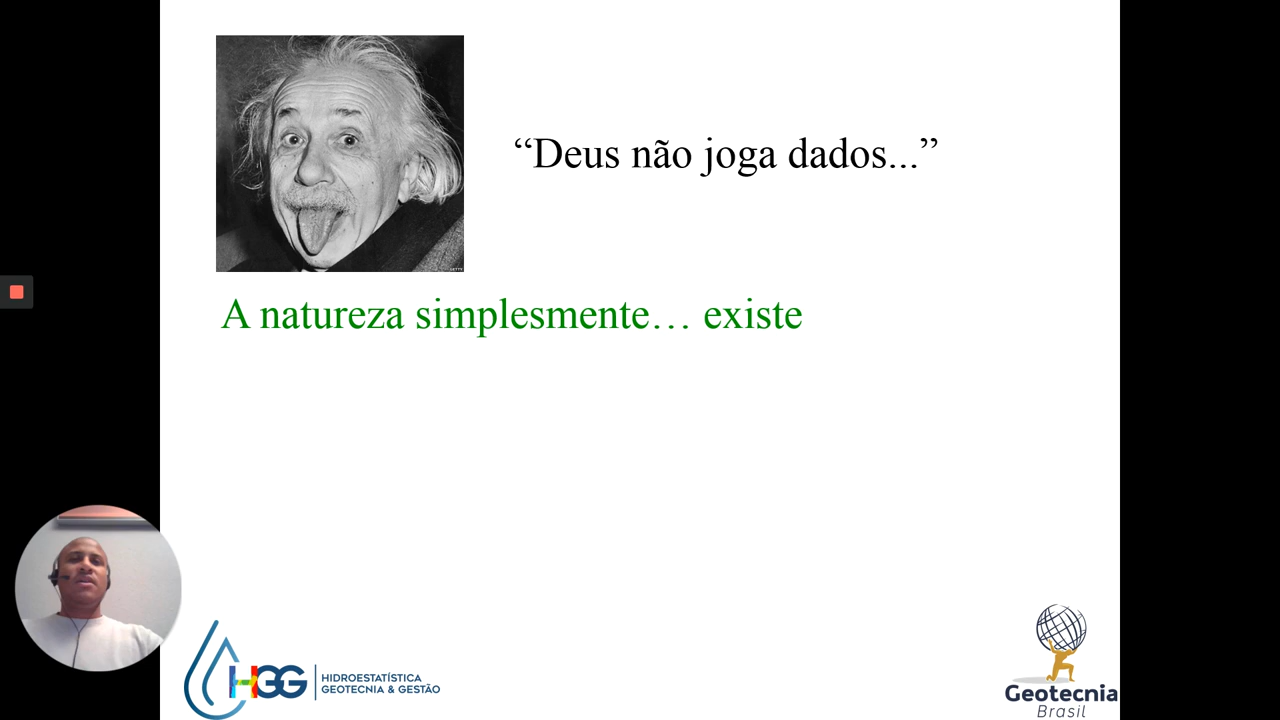 “Deus não joga dados...”
A natureza simplesmente… existe
HGG
HIDROESTATÍSTICA
GEOTECNIA & GESTÃO
Geotecnia
Brasil